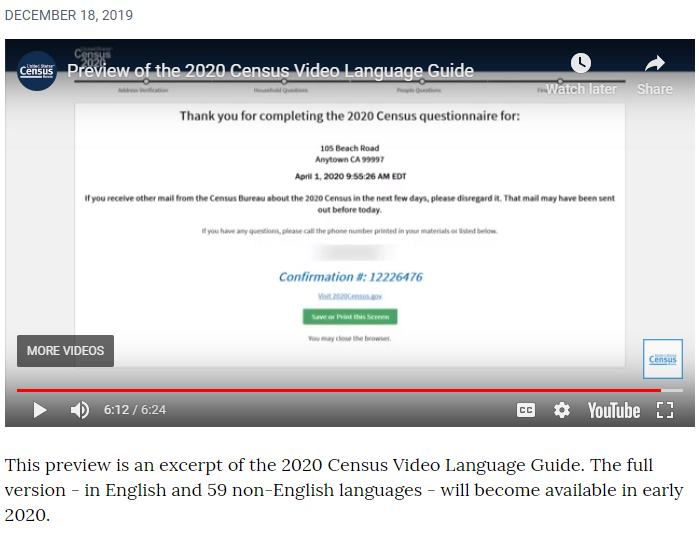 DECEMBER 18, 2019
United States®
Census
Bureau
Census
2020
Preview of the 2020 Census Video Language Guide
Watch later
Share
Address Verification
Household Questions
People Questions
Thank you for completing the 2020 Census questionnaire for:
105 Beach Road
Anytown CA 99997
April 1, 2020 9:55:26 AM EDT
If you receive other mail from the Census Bureau about the 2020 Census in the next few days, please disregard it. That mail may have been sent
out before today.
If you have any questions, please call the phone number printed in your materials or listed below.
Confirmation #: 12226476
Visit 2020Census.gov
Save or Print this Screen
You may close the browser.
MORE VIDEOS
United States®
Census
Bureau
6:12 / 6:24
CC
YouTube
This preview is an excerpt of the 2020 Census Video Language Guide. The full
version - in English and 59 non-English languages - will become available in early
2020.